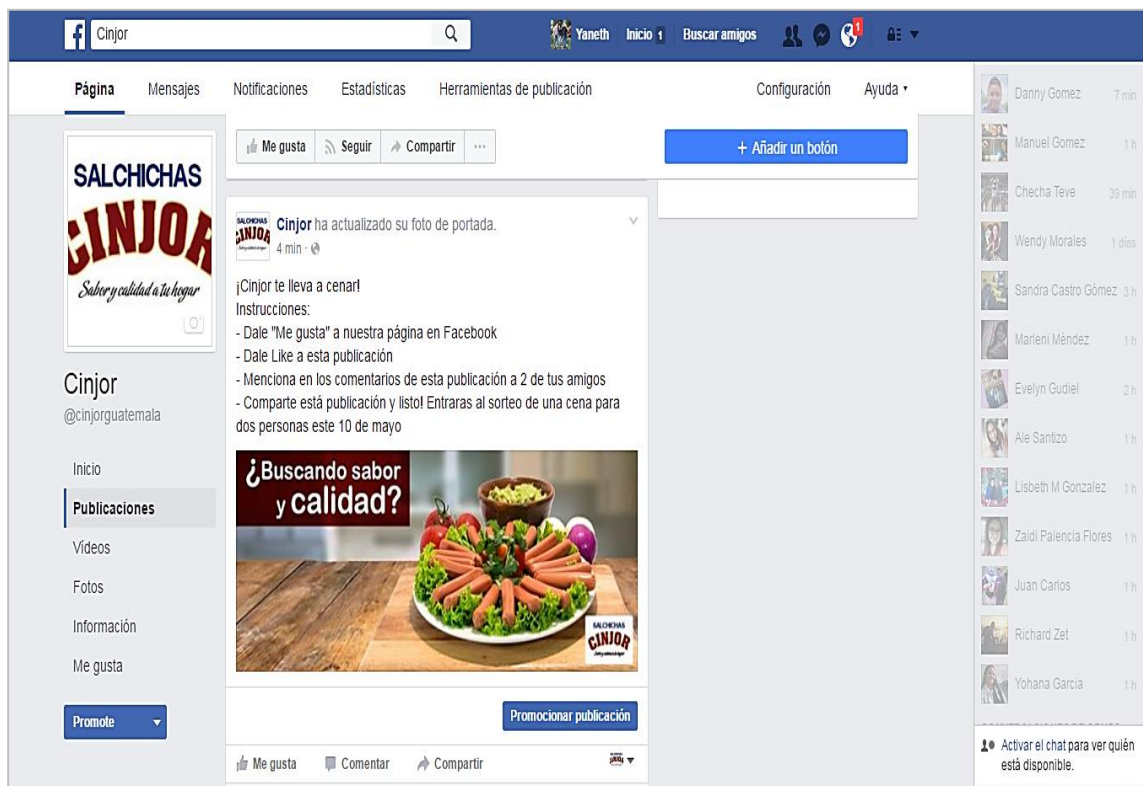 Cinjor
Yaneth Inicio 1 Buscar amigos 1
Página Mensajes Notificaciones Estadísticas Herramientas de publicación Configuración Ayuda
Me gusta Seguir Compartir ...
+ Añadir un botón
SALCHICHAS
CINJOR
Sabor y calidad a tu hogar
Cinjor
@cinjorguatemala
Inicio
Publicaciones
Vídeos
Fotos
Información
Me gusta
Promote
SALCHICHAS
CINJOR
Cinjor ha actualizado su foto de portada.
4 min ·
¡Cinjor te lleva a cenar!
Instrucciones:
- Dale "Me gusta" a nuestra página en Facebook
- Dale Like a esta publicación
- Menciona en los comentarios de esta publicación a 2 de tus amigos
- Comparte está publicación y listo! Entraras al sorteo de una cena para
dos personas este 10 de mayo
¿Buscando sabor
y calidad?
SALCHICHAS
CINJOR
Promocionar publicación
Me gusta Comentar Compartir
Danny Gomez 7 min
Manuel Gomez 1 h
Checha Teve 39 min
Wendy Morales 1 días
Sandra Castro Gómez 3 h
Marleni Méndez 1 h
Evelyn Gudiel 2 h
Ale Santizo 1 h
Lisbeth M Gonzalez 1 h
Zaidi Palencia Flores 1 h
Juan Carlos 1 h
Richard Zet 1 h
Yohana Garcia 1 h
Activar el chat para ver quién
está disponible.